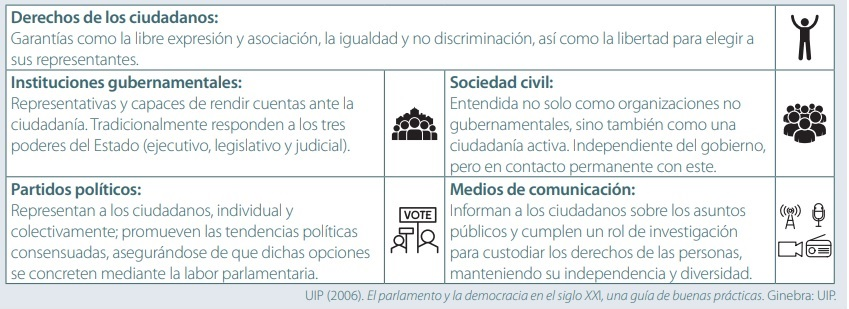 Derechos de los ciudadanos:
Garantías como la libre expresión y asociación, la igualdad y no discriminación, así como la libertad para elegir a
sus representantes.
Instituciones gubernamentales:
Representativas y capaces de rendir cuentas ante la
ciudadanía. Tradicionalmente responden a los tres
poderes del Estado (ejecutivo, legislativo y judicial).
Sociedad civil:
Entendida no solo como organizaciones no
gubernamentales, sino también como una
ciudadanía activa. Independiente del gobierno,
pero en contacto permanente con este.
Partidos políticos:
Representan a los ciudadanos, individual y
colectivamente; promueven las tendencias políticas
consensuadas, asegurándose de que dichas opciones
se concreten mediante la labor parlamentaria.
VOTE
Medios de comunicación:
Informan a los ciudadanos sobre los asuntos
públicos y cumplen un rol de investigación
para custodiar los derechos de las personas,
manteniendo su independencia y diversidad.
UIP (2006). El parlamento y la democracia en el siglo XXI, una guía de buenas prácticas. Ginebra: UIP.